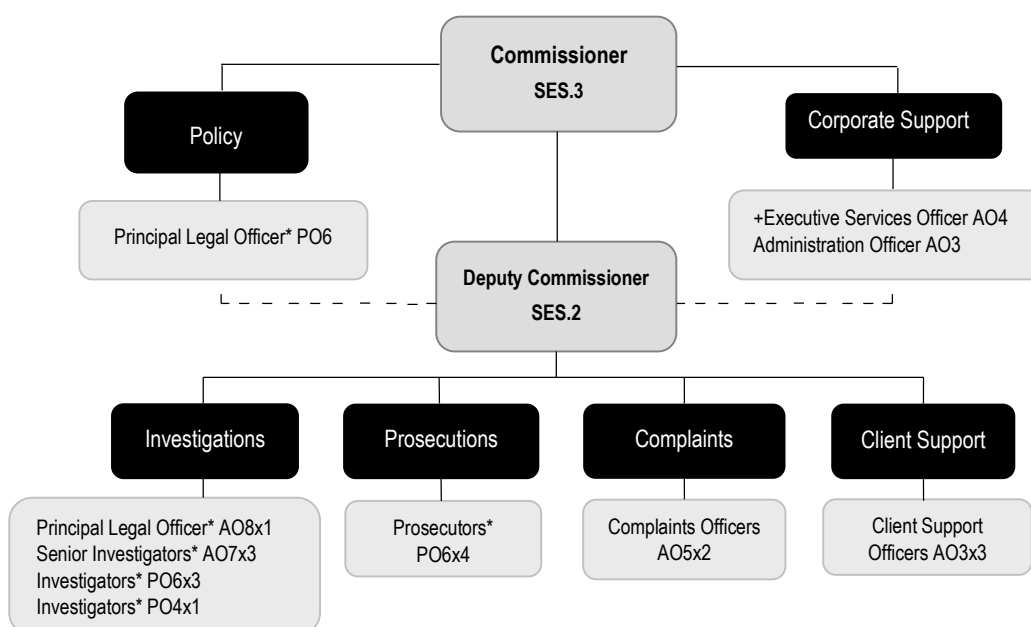 Commissioner
SES.3
Policy
Corporate Support
Principal Legal Officer* PO6
+Executive Services Officer AO4
Administration Officer AO3
Deputy Commissioner
SES.2
Investigations
Prosecutions
Complaints
Client Support
Principal Legal Officer* AO8x1
Senior Investigators* AO7x3
Investigators* PO6x3
Investigators* PO4x1
Prosecutors*
PO6x4
Complaints Officers
AO5x2
Client Support
Officers AO3x3